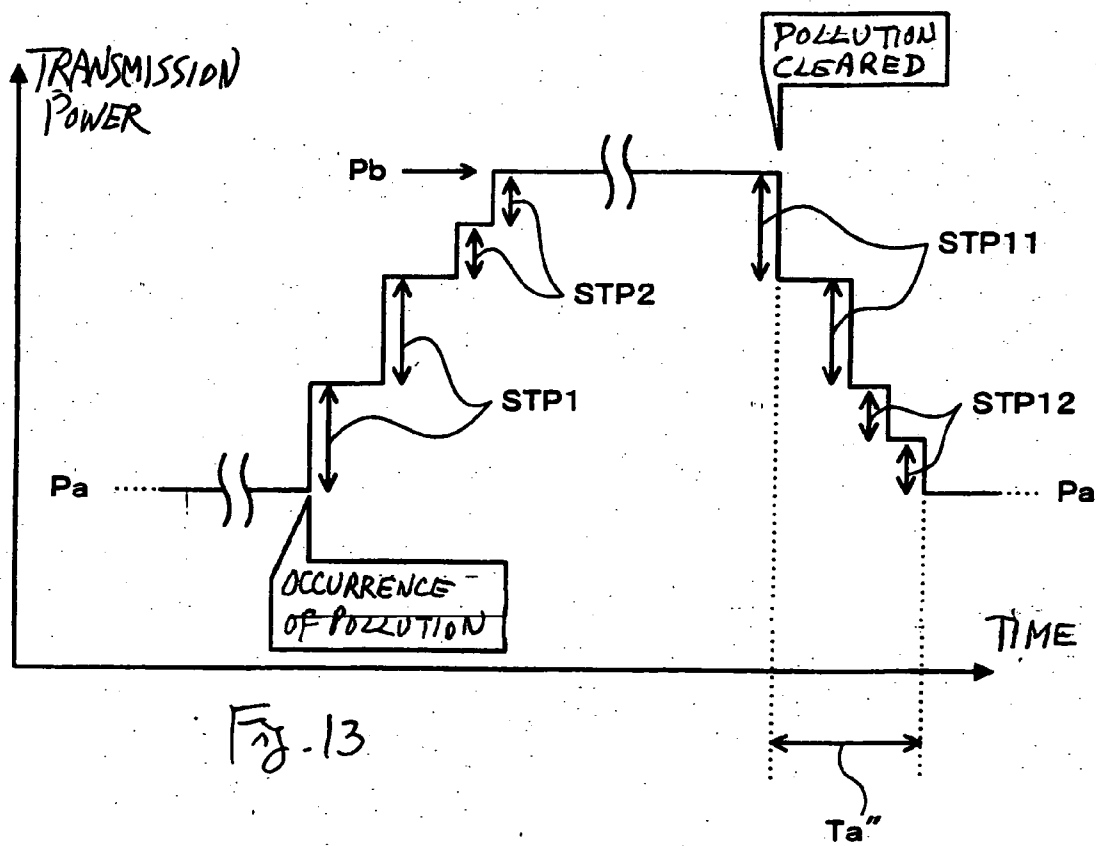 TRANSMISSION
POWER
POLLUTION
CLEARED
Pb
STP11
STP2
STP1
STP12
Pa
Pa
OCCURRENCE
OF POLLUTION
TIME
Fig. 13
Ta"